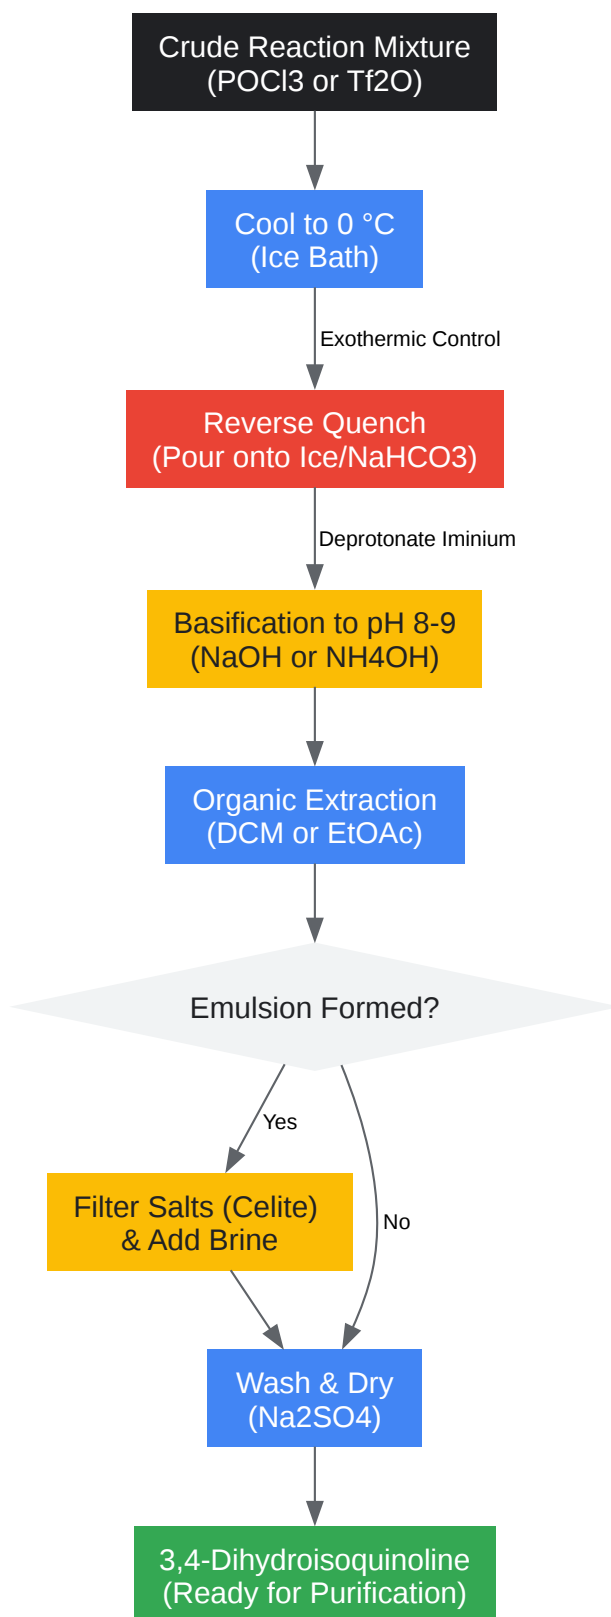 Crude Reaction Mixture
(POCl3 or Tf2O)
Cool to 0 °C
(Ice Bath)
Exothermic Control
Reverse Quench
(Pour onto Ice/NaHCO3)
Deprotonate Iminium
Basification to pH 8-9
(NaOH or NH4OH)
Organic Extraction
(DCM or EtOAc)
Emulsion Formed?
Yes
Filter Salts (Celite)
& Add Brine
No
Wash & Dry
(Na2SO4)
3,4-Dihydroisoquinoline
(Ready for Purification)